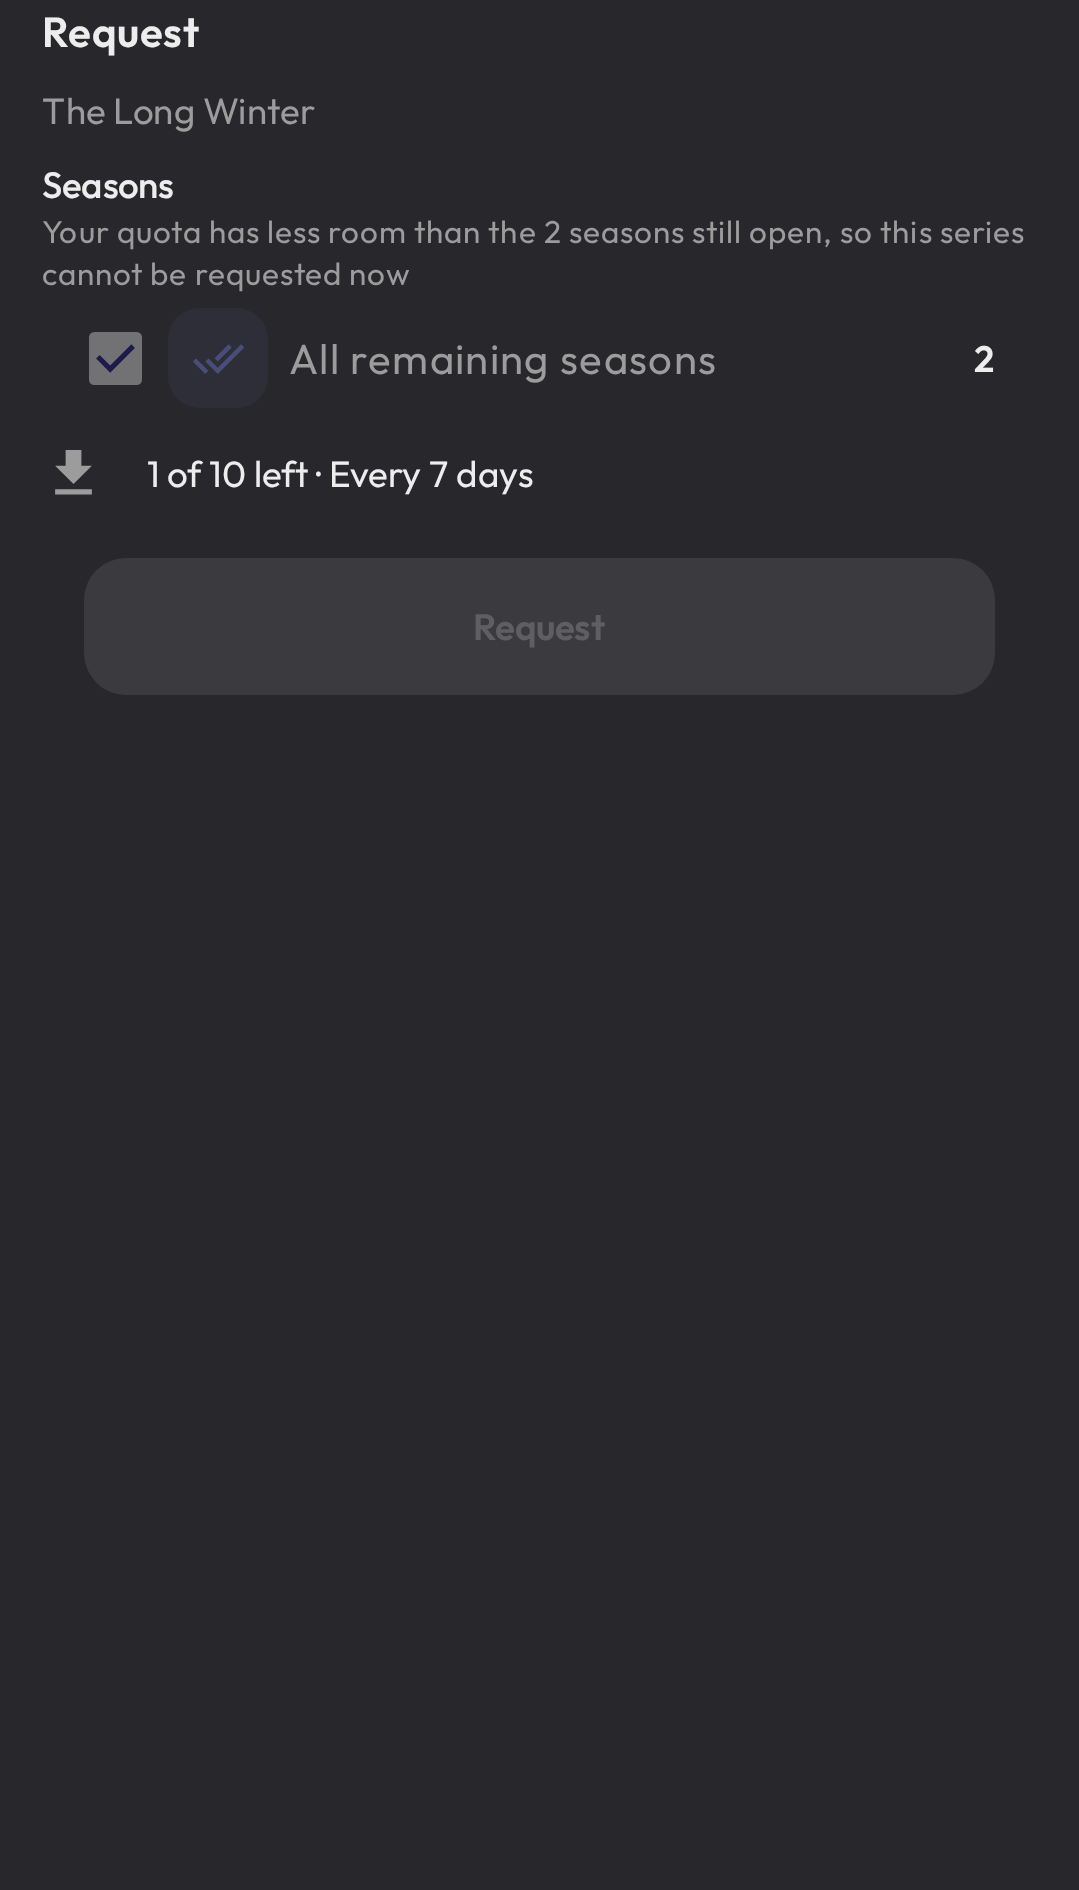 Request
The Long Winter
Seasons
Your quota has less room than the 2 seasons still open, so this series
cannot be requested now
All remaining seasons 2
1 of 10 left · Every 7 days
Request